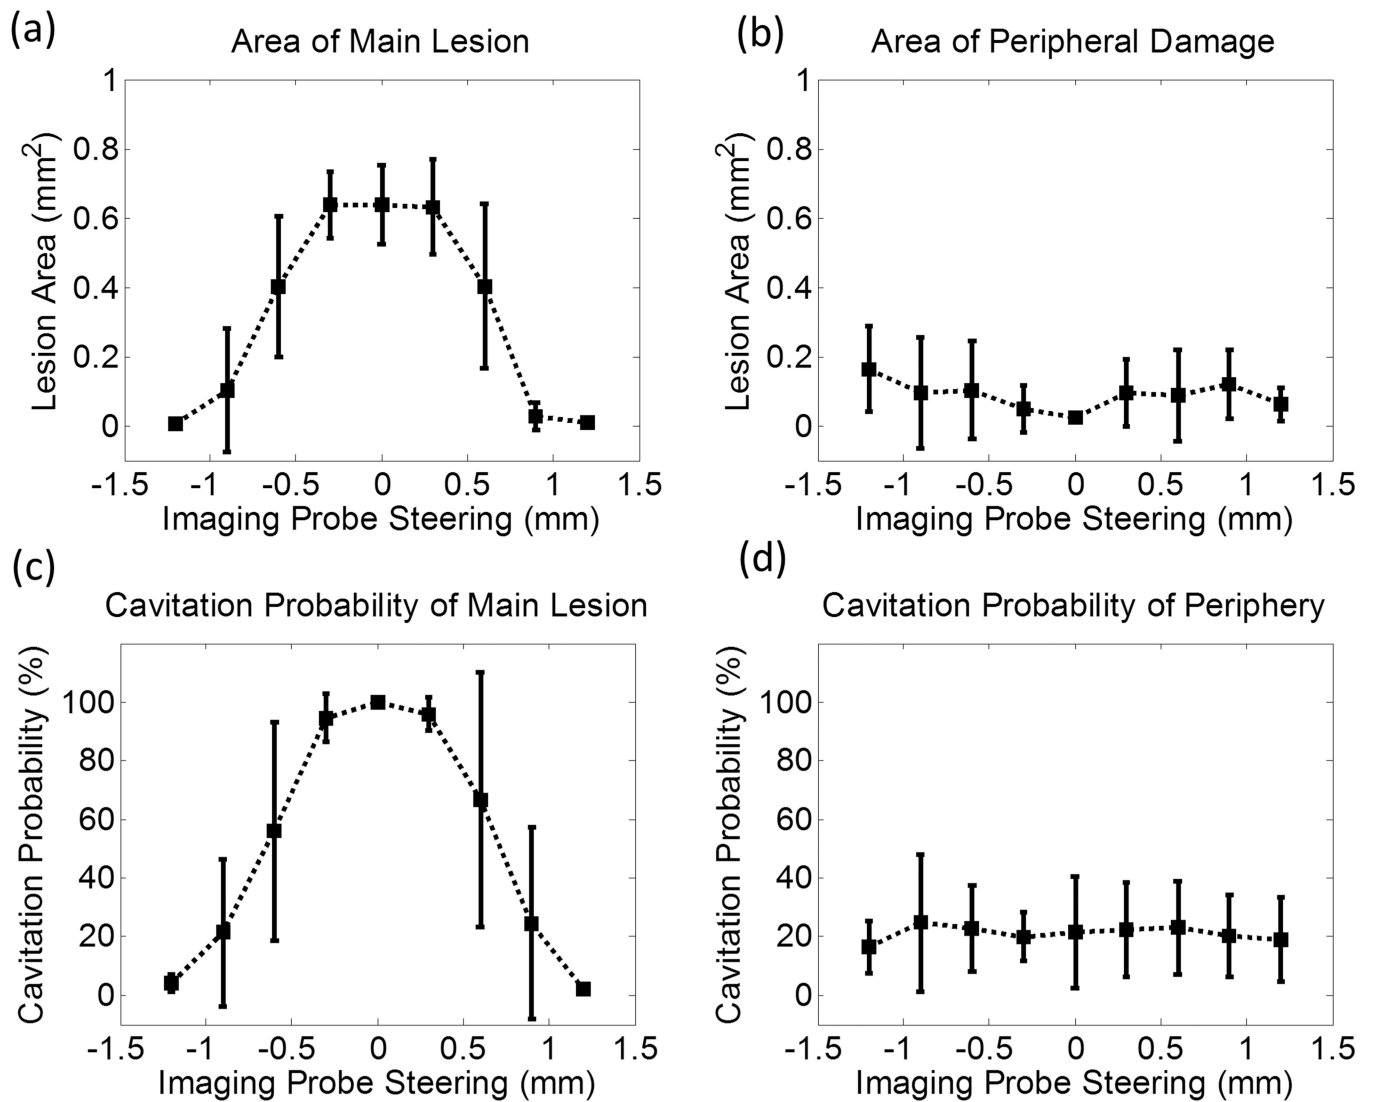 (a)
Area of Main Lesion
1
0.8
0.6
0.4
0.2
0
Lesion Area (mm²)
-1.5 -1 -0.5 0 0.5 1 1.5
Imaging Probe Steering (mm)
(b)
Area of Peripheral Damage
1
0.8
0.6
0.4
0.2
0
Lesion Area (mm²)
-1.5 -1 -0.5 0 0.5 1 1.5
Imaging Probe Steering (mm)
(c)
Cavitation Probability of Main Lesion
100
80
60
40
20
0
Cavitation Probability (%)
-1.5 -1 -0.5 0 0.5 1 1.5
Imaging Probe Steering (mm)
(d)
Cavitation Probability of Periphery
100
80
60
40
20
0
Cavitation Probability (%)
-1.5 -1 -0.5 0 0.5 1 1.5
Imaging Probe Steering (mm)